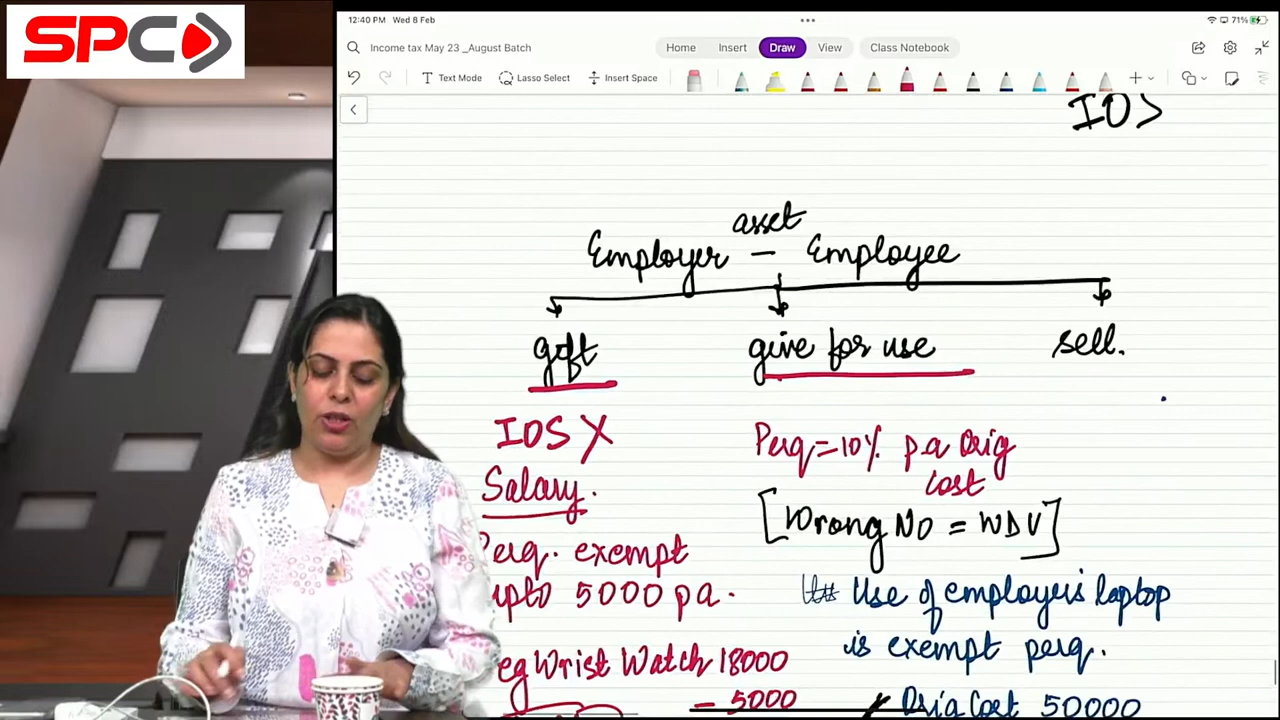 SPC
12:40 PM Wed 8 Feb
71%
Income tax May 23 _August Batch
Home Insert Draw View Class Notebook
Text Mode Lasso Select Insert Space
IO
asset
Employer – Employee
gift give for use sell.
IOS X
Salary.
Perq. exempt
upto 5000 pa.
eg Wrist Watch 18000
- 5000
Perq = 10% pa Orig
Cost
[Wrong NO = WDV]
Use of employer's laptop
is exempt perq.
Orig Cost 50000